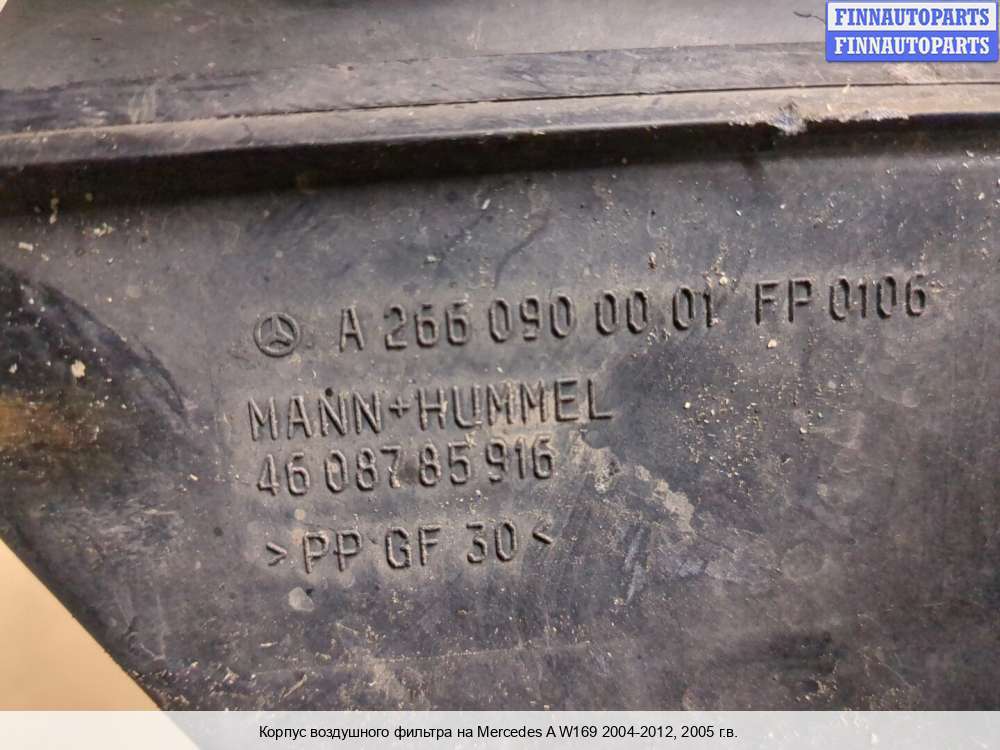 FINNAUTOPARTS
FINNAUTOPARTS
A 266 090 00 01 FP 0106
MANN+HUMMEL
46 087 85 916
>PP GF 30<
Корпус воздушного фильтра на Mercedes A W169 2004-2012, 2005 г.в.